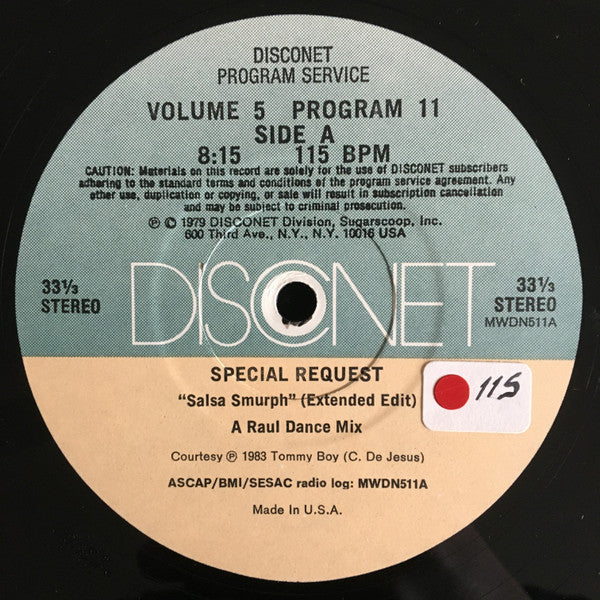 DISCONET
PROGRAM SERVICE
VOLUME 5 PROGRAM 11
SIDE A
8:15 115 BPM
CAUTION: Materials on this record are solely for the use of DISCONET subscribers
adhering to the standard terms and conditions of the program service agreement. Any
other use, duplication or copying, or sale will result in subscription cancellation
and may be subject to criminal prosecution.
℗ © 1979 DISCONET Division, Sugarscoop, Inc.
600 Third Ave., N.Y., N.Y. 10016 USA
33⅓
STEREO
DISCONET
33⅓
STEREO
MWDN511A
SPECIAL REQUEST
"Salsa Smurph" (Extended Edit)
A Raul Dance Mix
115
Courtesy ℗ 1983 Tommy Boy (C. De Jesus)
ASCAP/BMI/SESAC radio log: MWDN511A
Made In U.S.A.